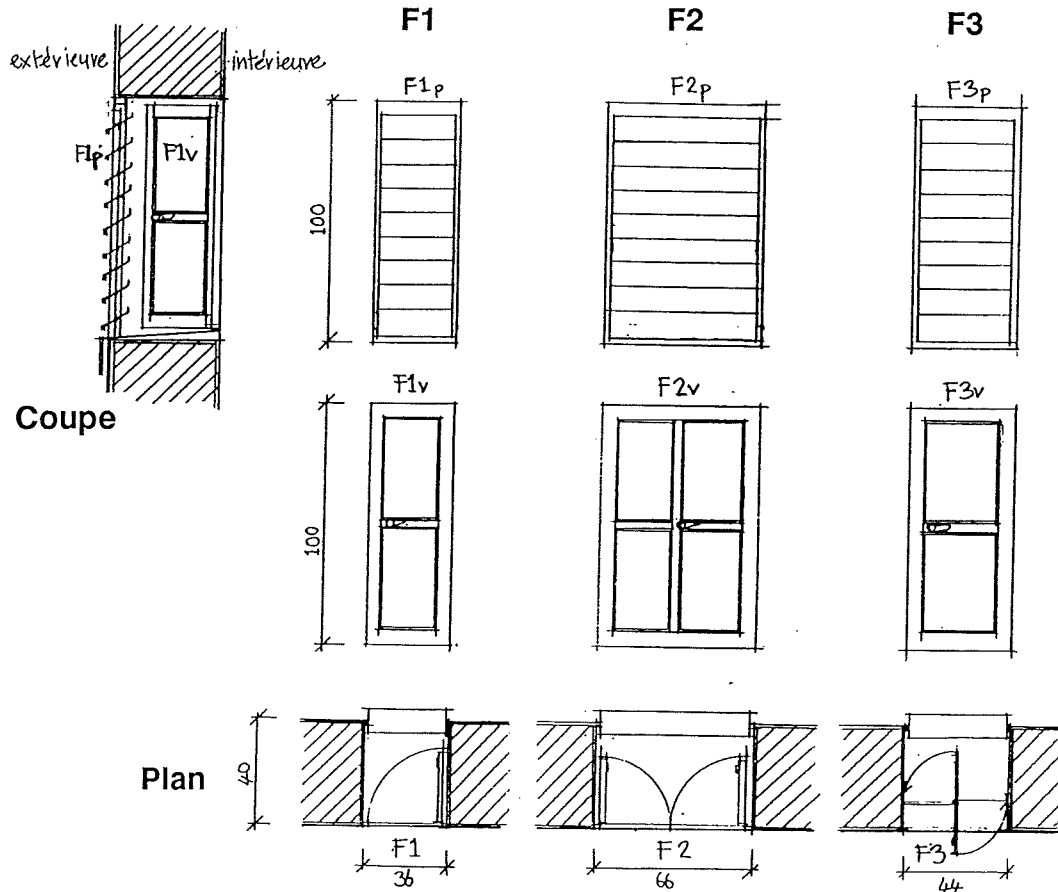 F1
F2
F3
extérieure
intérieure
F1p
F2p
F3p
F1p
F1v
100
Coupe
F1v
F2v
F3v
100
Plan
40
F1
F2
F3
36
66
44